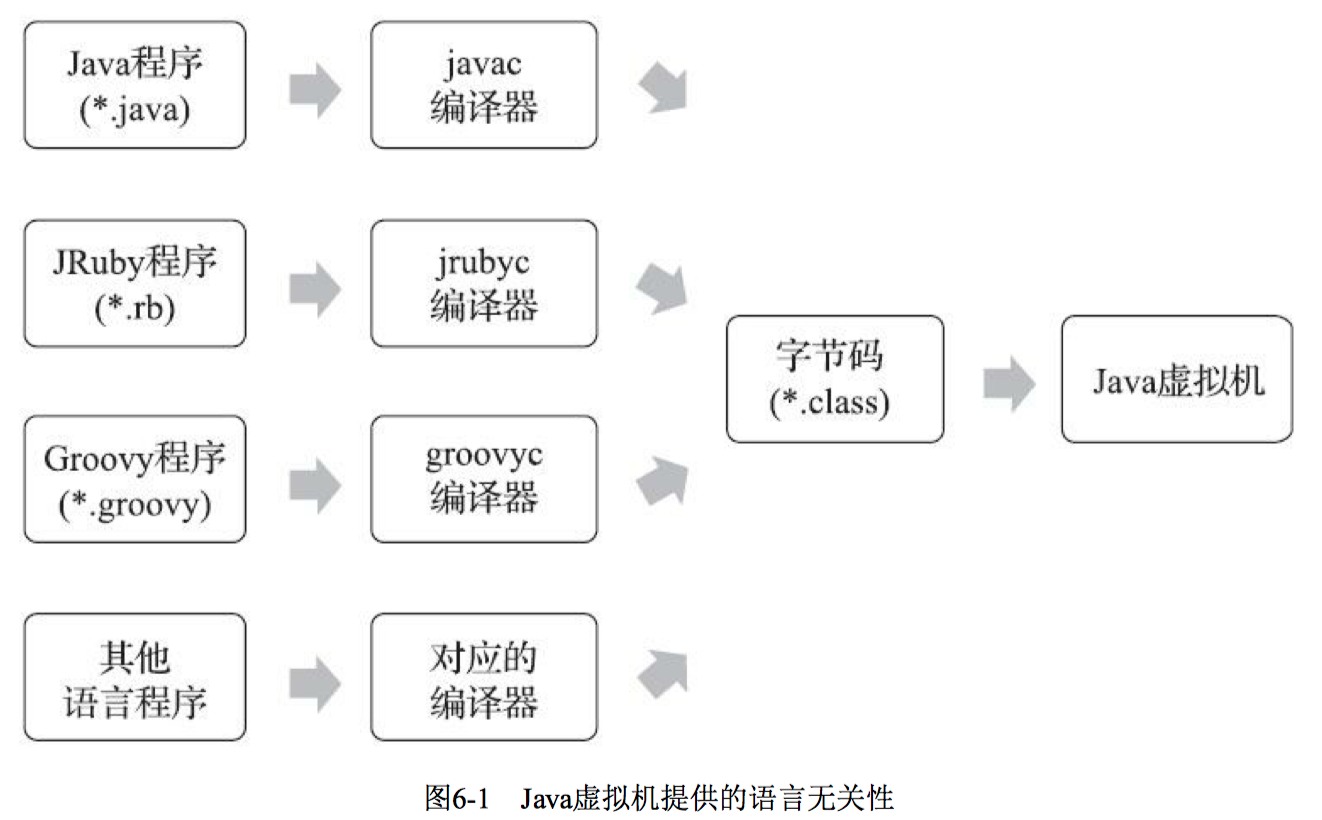 Java程序
(*.java)
javac
编译器
JRuby程序
(*.rb)
jrubyc
编译器
Groovy程序
(*.groovy)
groovyc
编译器
其他
语言程序
对应的
编译器
字节码
(*.class)
Java虚拟机
图6-1 Java虚拟机提供的语言无关性